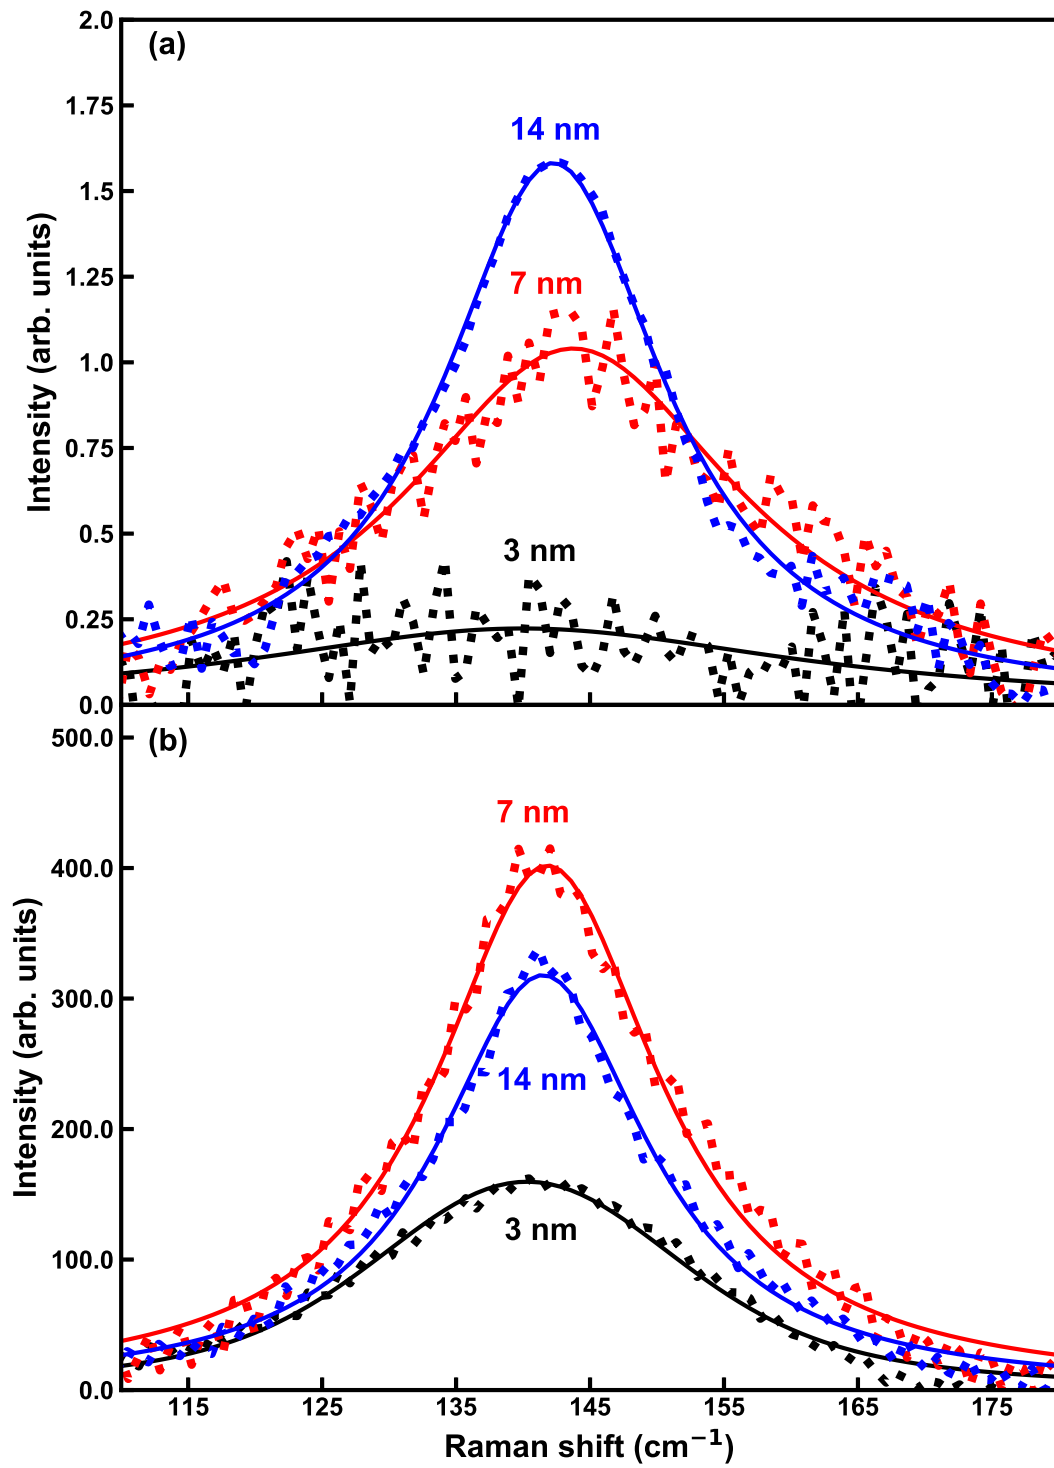 (a)
2.0
1.75
1.5
1.25
1.0
0.75
0.5
0.25
0.0
Intensity (arb. units)
14 nm
7 nm
3 nm
(b)
500.0
400.0
300.0
200.0
100.0
0.0
Intensity (arb. units)
7 nm
14 nm
3 nm
115 125 135 145 155 165 175
Raman shift (cm⁻¹)